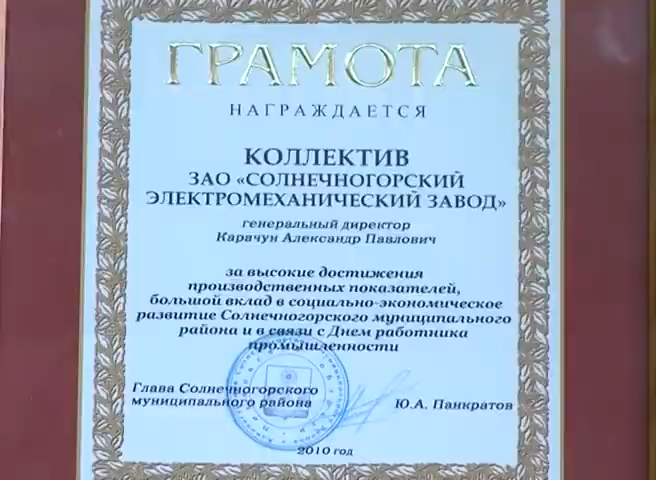 ГРАМОТА
НАГРАЖДАЕТСЯ
КОЛЛЕКТИВ
ЗАО «СОЛНЕЧНОГОРСКИЙ
ЭЛЕКТРОМЕХАНИЧЕСКИЙ ЗАВОД»
генеральный директор
Карачун Александр Павлович
за высокие достижения
производственных показателей,
большой вклад в социально-экономическое
развитие Солнечногорского муниципального
района и в связи с Днем работника
промышленности
Глава Солнечногорского
муниципального района Ю.А. Панкратов
2010 год